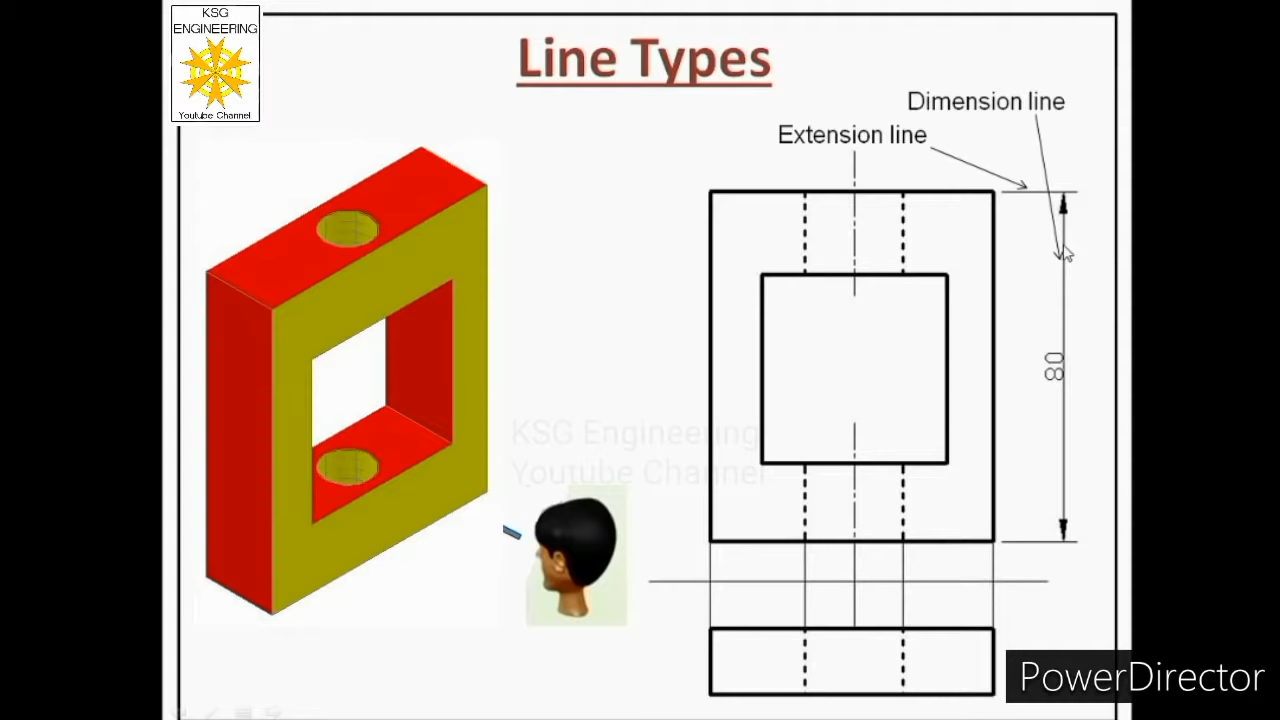 KSG
ENGINEERING
Youtube Channel
Line Types
Dimension line
Extension line
80
KSG Engineering
Youtube Channel
PowerDirector